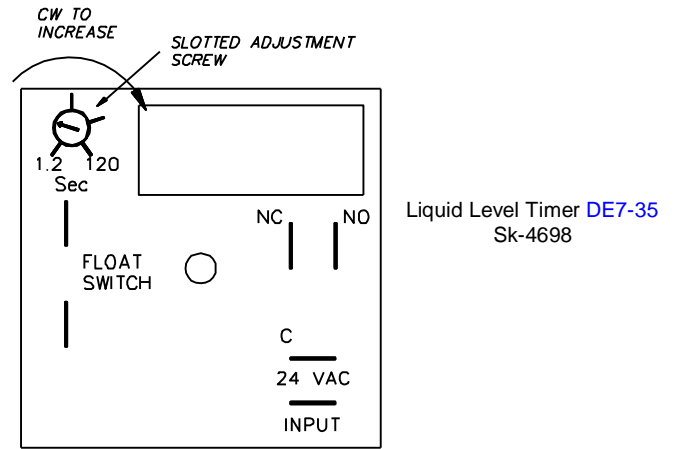 CW TO
INCREASE
SLOTTED ADJUSTMENT
SCREW
1.2 120
Sec
NC NO
FLOAT
SWITCH
C
24 VAC
INPUT
Liquid Level Timer DE7-35
Sk-4698